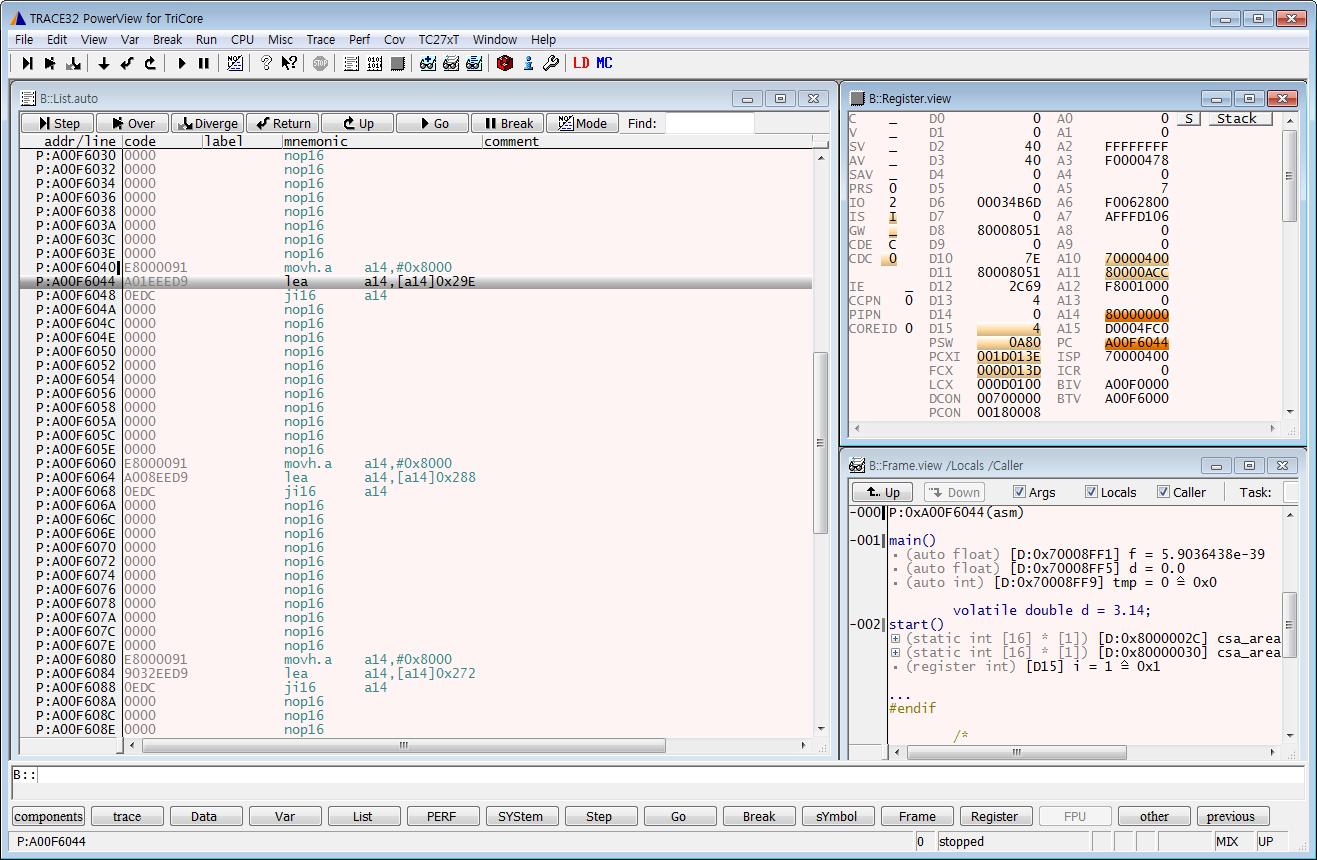 TRACE32 PowerView for TriCore
File Edit View Var Break Run CPU Misc Trace Perf Cov TC27xT Window Help
STOP LD MC
B::List.auto
Step Over Diverge Return Up Go Break Mode Find:
addr/line code label mnemonic comment
P:A00F6030 0000 nop16
P:A00F6032 0000 nop16
P:A00F6034 0000 nop16
P:A00F6036 0000 nop16
P:A00F6038 0000 nop16
P:A00F603A 0000 nop16
P:A00F603C 0000 nop16
P:A00F603E 0000 nop16
P:A00F6040 E8000091 movh.a a14,#0x8000
P:A00F6044 A01EEED9 lea a14,[a14]0x29E
P:A00F6048 0EDC ji16 a14
P:A00F604A 0000 nop16
P:A00F604C 0000 nop16
P:A00F604E 0000 nop16
P:A00F6050 0000 nop16
P:A00F6052 0000 nop16
P:A00F6054 0000 nop16
P:A00F6056 0000 nop16
P:A00F6058 0000 nop16
P:A00F605A 0000 nop16
P:A00F605C 0000 nop16
P:A00F605E 0000 nop16
P:A00F6060 E8000091 movh.a a14,#0x8000
P:A00F6064 A008EED9 lea a14,[a14]0x288
P:A00F6068 0EDC ji16 a14
P:A00F606A 0000 nop16
P:A00F606C 0000 nop16
P:A00F606E 0000 nop16
P:A00F6070 0000 nop16
P:A00F6072 0000 nop16
P:A00F6074 0000 nop16
P:A00F6076 0000 nop16
P:A00F6078 0000 nop16
P:A00F607A 0000 nop16
P:A00F607C 0000 nop16
P:A00F607E 0000 nop16
P:A00F6080 E8000091 movh.a a14,#0x8000
P:A00F6084 9032EED9 lea a14,[a14]0x272
P:A00F6088 0EDC ji16 a14
P:A00F608A 0000 nop16
P:A00F608C 0000 nop16
P:A00F608E 0000 nop16
B::Register.view
C _ D0 0 A0 0 S Stack
V _ D1 0 A1 0
SV _ D2 40 A2 FFFFFFFF
AV _ D3 40 A3 F0000478
SAV _ D4 0 A4 0
PRS 0 D5 0 A5 7
IO 2 D6 00034B6D A6 F0062800
IS I D7 0 A7 AFFFD106
GW _ D8 80008051 A8 0
CDE C D9 0 A9 0
CDC 0 D10 7E A10 70000400
D11 80008051 A11 80000ACC
IE _ D12 2C69 A12 F8001000
CCPN 0 D13 4 A13 0
PIPN D14 0 A14 80000000
COREID 0 D15 4 A15 D0004FC0
PSW 0A80 PC A00F6044
PCXI 001D013E ISP 70000400
FCX 000D013D ICR 0
LCX 000D0100 BIV A00F0000
DCON 00700000 BTV A00F6000
PCON 00180008
B::Frame.view /Locals /Caller
Up Down Args Locals Caller Task:
-000 P:0xA00F6044(asm)
-001 main()
(auto float) [D:0x70008FF1] f = 5.9036438e-39
(auto float) [D:0x70008FF5] d = 0.0
(auto int) [D:0x70008FF9] tmp = 0 ≙ 0x0
volatile double d = 3.14;
-002 start()
(static int [16] * [1]) [D:0x8000002C] csa_area
(static int [16] * [1]) [D:0x80000030] csa_area
(register int) [D15] i = 1 ≙ 0x1
...
#endif
/*
B::
components trace Data Var List PERF SYStem Step Go Break sYmbol Frame Register FPU other previous
P:A00F6044 0 stopped MIX UP